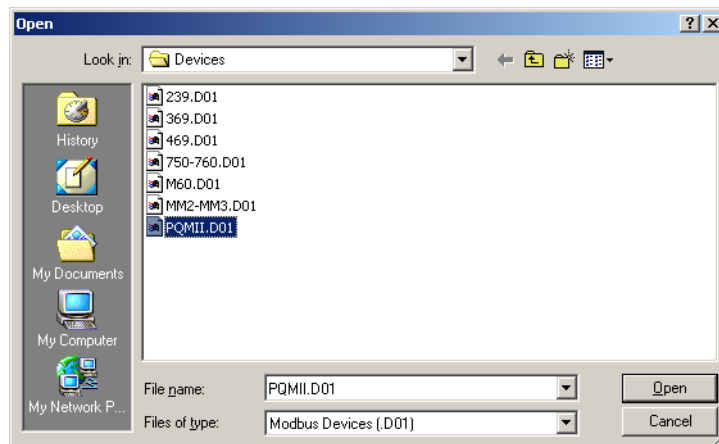 Open
Look in:
Devices
History
Desktop
My Documents
My Computer
My Network P...
239.D01
369.D01
469.D01
750-760.D01
M60.D01
MM2-MM3.D01
PQMII.D01
File name:
PQMII.D01
Open
Files of type:
Modbus Devices (.D01)
Cancel